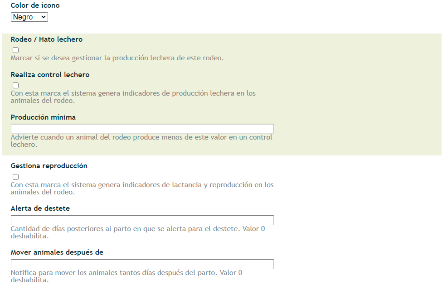 Color de icono
Negro
Rodeo / Hato lechero
Marcar si se desea gestionar la producción lechera de este rodeo.
Realiza control lechero
Con esta marca el sistema genera indicadores de producción lechera en los
animales del rodeo.
Producción mínima
Advierte cuando un animal del rodeo produce menos de este valor en un control
lechero.
Gestiona reproducción
Con esta marca el sistema genera indicadores de lactancia y reproducción en los
animales del rodeo.
Alerta de destete
Cantidad de días posteriores al parto en que se alerta para el destete. Valor 0
deshabilita.
Mover animales después de
Notifica para mover los animales tantos días después del parto. Valor 0
deshabilita.